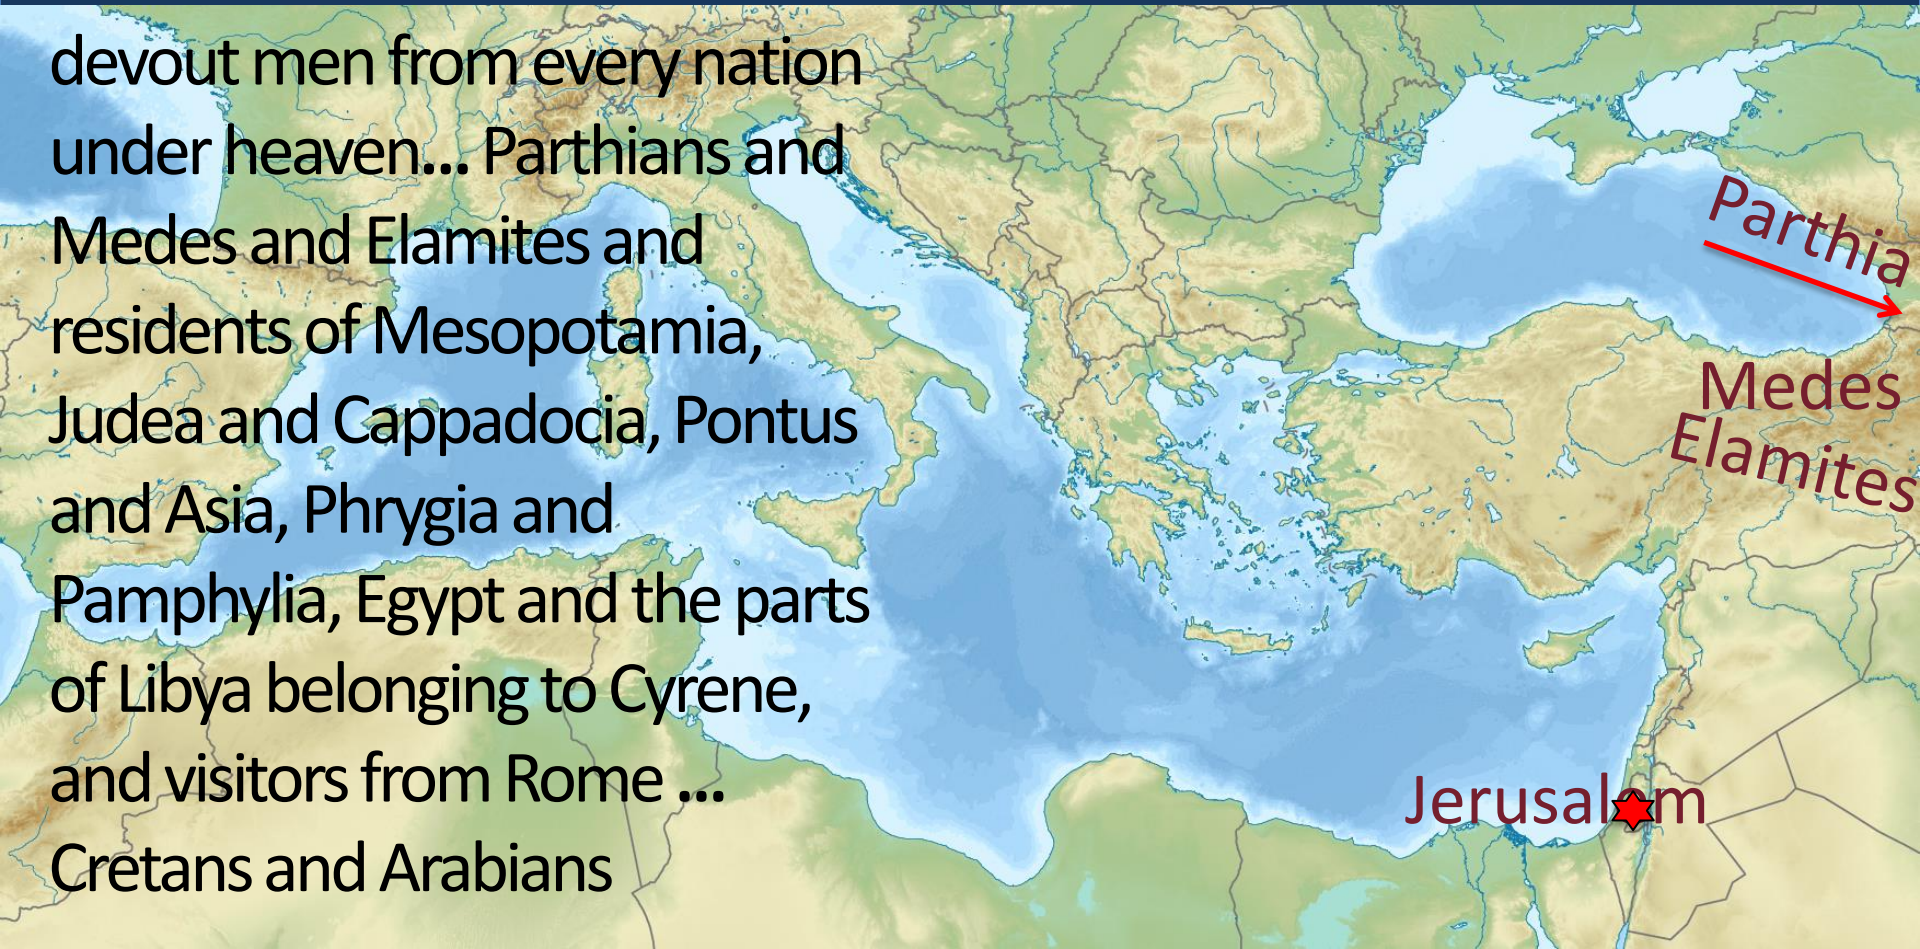 devout men from every nation
under heaven... Parthians and
Medes and Elamites and
residents of Mesopotamia,
Judea and Cappadocia, Pontus
and Asia, Phrygia and
Pamphylia, Egypt and the parts
of Libya belonging to Cyrene,
and visitors from Rome ...
Cretans and Arabians
Parthia
Medes
Elamites
Jerusalem